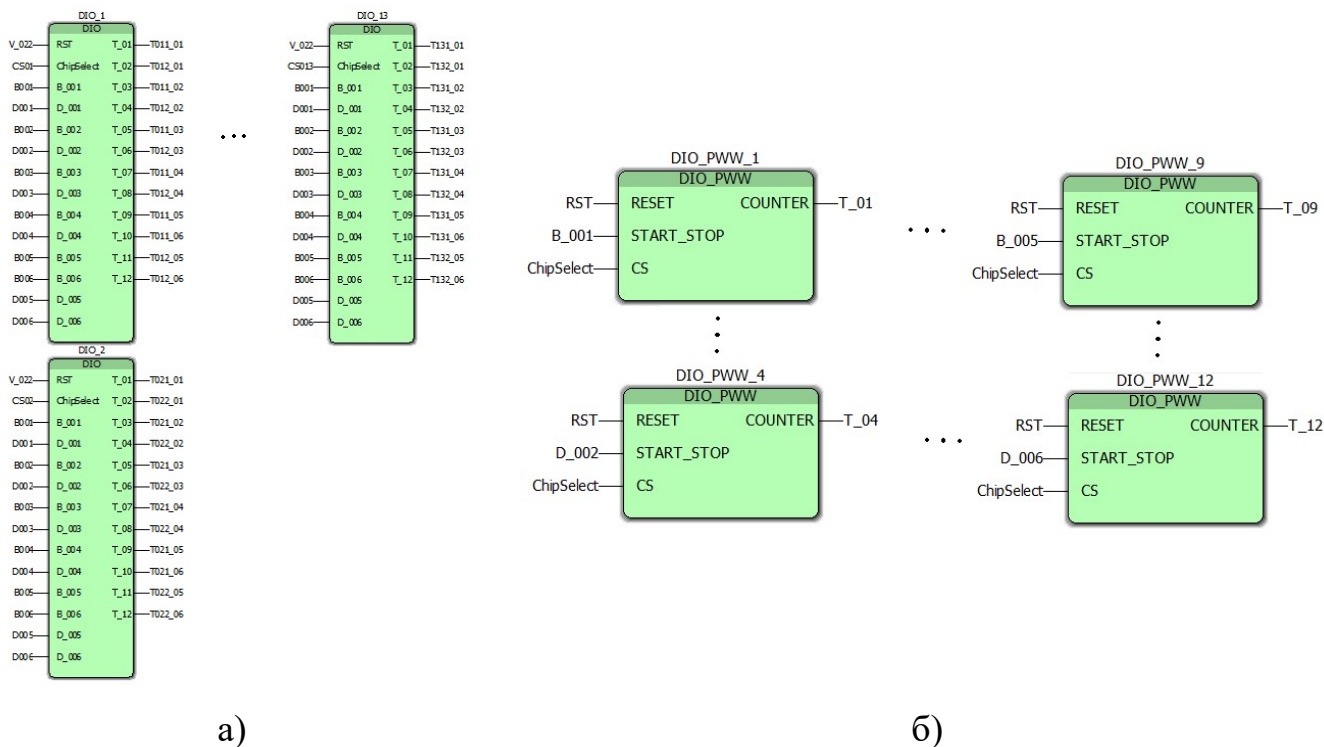 DIO_1
DIO
V_022 RST T_01 T011_01
CS01 ChipSelect T_02 T012_01
B001 B_001 T_03 T011_02
D001 D_001 T_04 T012_02
B002 B_002 T_05 T011_03
D002 D_002 T_06 T012_03
B003 B_003 T_07 T011_04
D003 D_003 T_08 T012_04
B004 B_004 T_09 T011_05
D004 D_004 T_10 T011_06
B005 B_005 T_11 T012_05
B006 B_006 T_12 T012_06
D005 D_005
D006 D_006
DIO_2
DIO
V_022 RST T_01 T021_01
CS02 ChipSelect T_02 T022_01
B001 B_001 T_03 T021_02
D001 D_001 T_04 T022_02
B002 B_002 T_05 T021_03
D002 D_002 T_06 T022_03
B003 B_003 T_07 T021_04
D003 D_003 T_08 T022_04
B004 B_004 T_09 T021_05
D004 D_004 T_10 T021_06
B005 B_005 T_11 T022_05
B006 B_006 T_12 T022_06
D005 D_005
D006 D_006
...
DIO_13
DIO
V_022 RST T_01 T131_01
CS013 ChipSelect T_02 T132_01
B001 B_001 T_03 T131_02
D001 D_001 T_04 T132_02
B002 B_002 T_05 T131_03
D002 D_002 T_06 T132_03
B003 B_003 T_07 T131_04
D003 D_003 T_08 T132_04
B004 B_004 T_09 T131_05
D004 D_004 T_10 T131_06
B005 B_005 T_11 T132_05
B006 B_006 T_12 T132_06
D005 D_005
D006 D_006
а)
DIO_PWW_1
DIO_PWW
RST RESET COUNTER T_01
B_001 START_STOP
ChipSelect CS
...
DIO_PWW_9
DIO_PWW
RST RESET COUNTER T_09
B_005 START_STOP
ChipSelect CS
DIO_PWW_4
DIO_PWW
RST RESET COUNTER T_04
D_002 START_STOP
ChipSelect CS
...
DIO_PWW_12
DIO_PWW
RST RESET COUNTER T_12
D_006 START_STOP
ChipSelect CS
б)